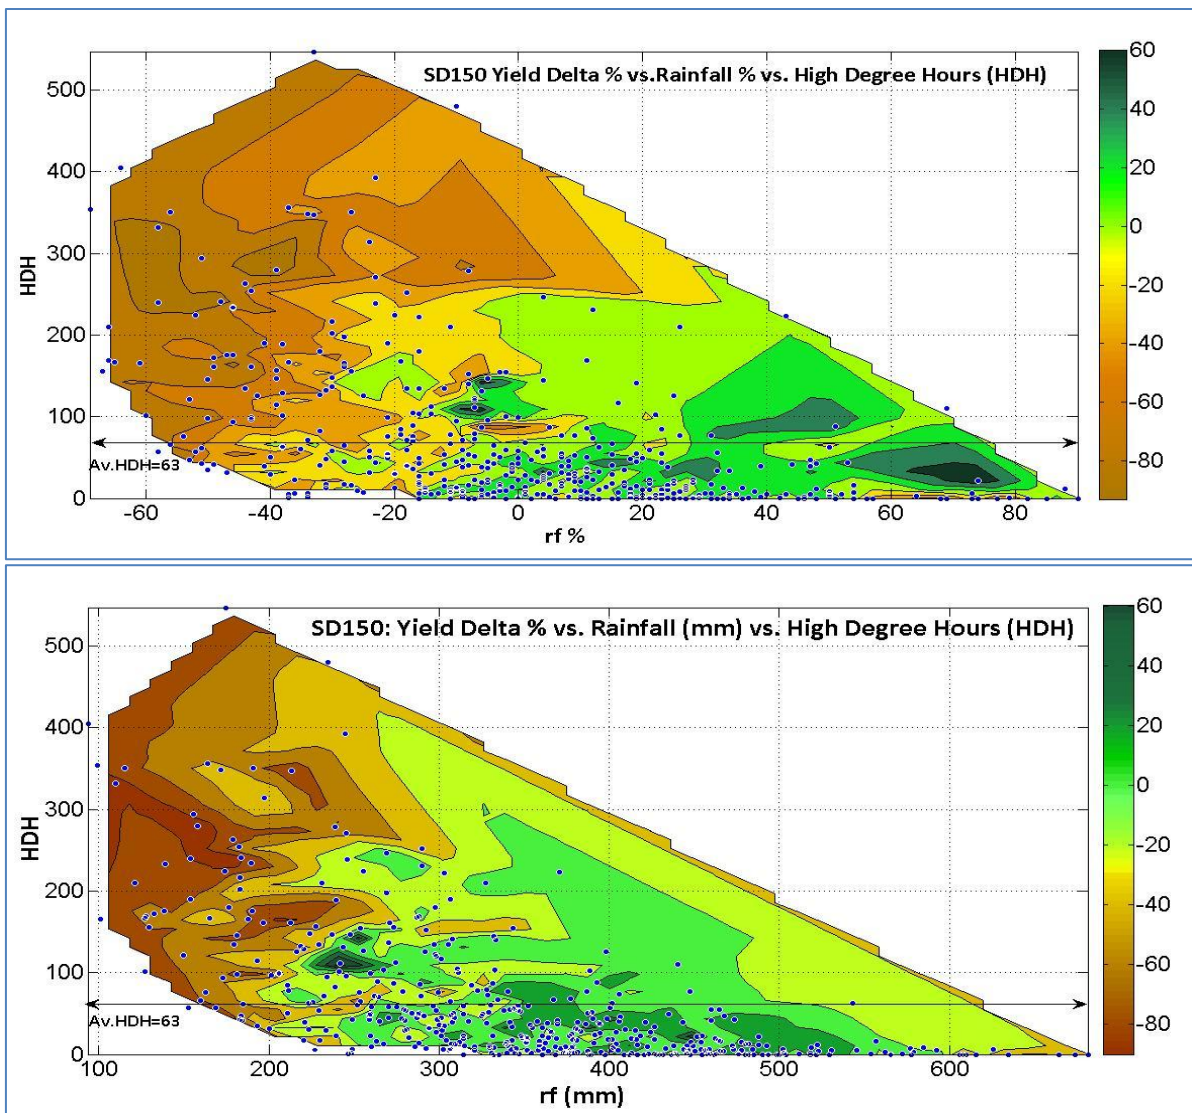 SD150 Yield Delta % vs.Rainfall % vs. High Degree Hours (HDH)
500
400
300
200
100
0
HDH
Av.HDH=63
-60 -40 -20 0 20 40 60 80
rf %
60
40
20
0
-20
-40
-60
-80
SD150: Yield Delta % vs. Rainfall (mm) vs. High Degree Hours (HDH)
500
400
300
200
100
0
HDH
Av.HDH=63
100 200 300 400 500 600
rf (mm)
60
40
20
0
-20
-40
-60
-80